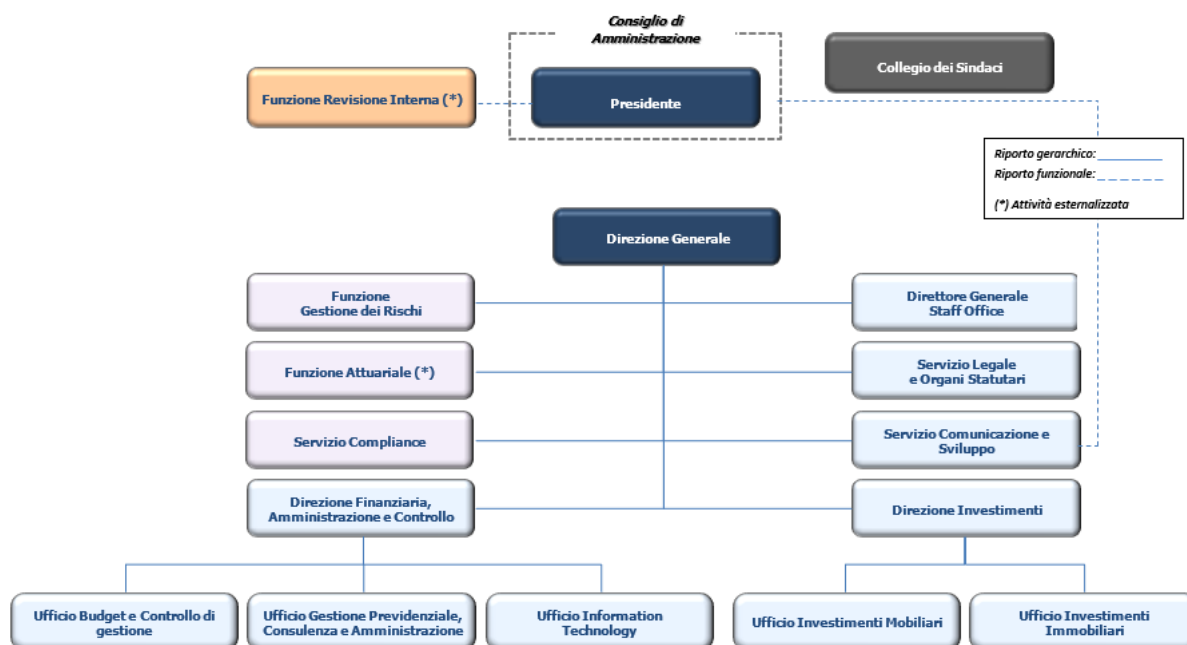 Consiglio di
Amministrazione
Collegio dei Sindaci
Funzione Revisione Interna (*)
Presidente
Riporto gerarchico: ___________
Riporto funzionale: _ _ _ _ _ _ _
(*) Attività esternalizzata
Direzione Generale
Funzione
Gestione dei Rischi
Direttore Generale
Staff Office
Funzione Attuariale (*)
Servizio Legale
e Organi Statutari
Servizio Compliance
Servizio Comunicazione e
Sviluppo
Direzione Finanziaria,
Amministrazione e Controllo
Direzione Investimenti
Ufficio Budget e Controllo di
gestione
Ufficio Gestione Previdenziale,
Consulenza e Amministrazione
Ufficio Information
Technology
Ufficio Investimenti Mobiliari
Ufficio Investimenti
Immobiliari